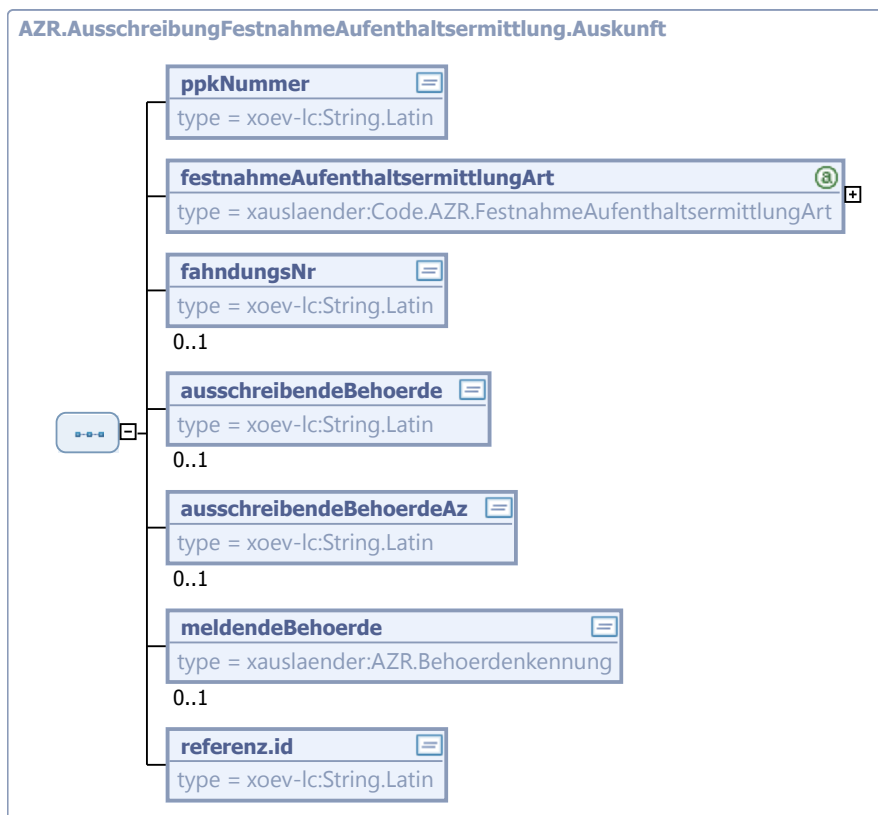 AZR.AusschreibungFestnahmeAufenthaltsermittlung.Auskunft
ppkNummer
type = xoev-lc:String.Latin
festnahmeAufenthaltsermittlungArt
type = xauslaender:Code.AZR.FestnahmeAufenthaltsermittlungArt
fahndungsNr
type = xoev-lc:String.Latin
0..1
ausschreibendeBehoerde
type = xoev-lc:String.Latin
0..1
ausschreibendeBehoerdeAz
type = xoev-lc:String.Latin
0..1
meldendeBehoerde
type = xauslaender:AZR.Behoerdenkennung
0..1
referenz.id
type = xoev-lc:String.Latin